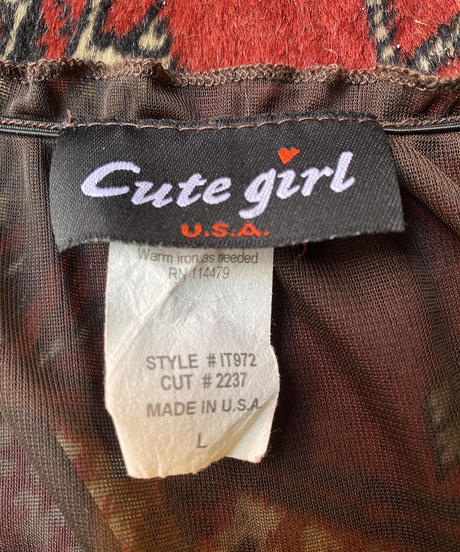 Cute girl
U.S.A.
Warm iron as needed
RN 114479
STYLE # IT972
CUT # 2237
MADE IN U.S.A
L